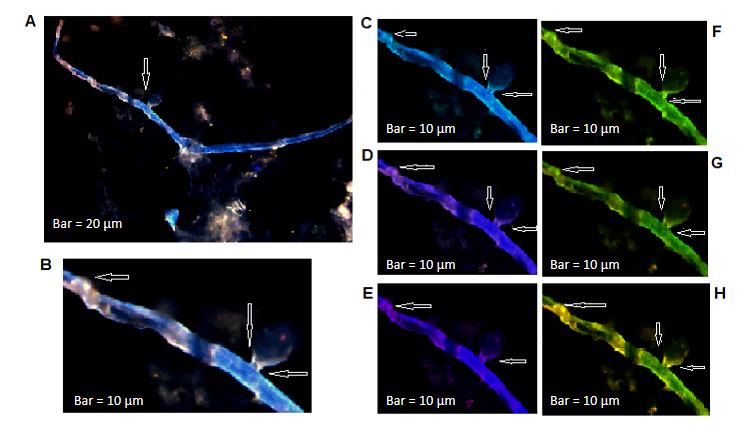 A
Bar = 20 µm
B
Bar = 10 µm
C
Bar = 10 µm
D
Bar = 10 µm
E
Bar = 10 µm
F
Bar = 10 µm
G
Bar = 10 µm
H
Bar = 10 µm